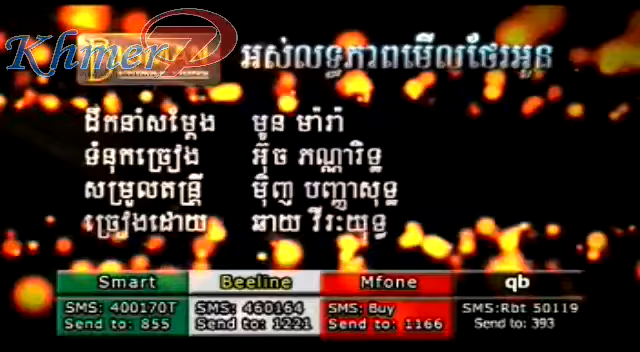 Khmer7
អស់លទ្ធភាពមើលថែរអូន
ដឹកនាំសម្ដែង មូន ម៉ារ៉ា
ទំនុកច្រៀង អ៊ុច ភណ្ណារិទ្ធ
សម្រួលតន្ត្រី ម៉ិញ បញ្ញាសុទ្ធ
ច្រៀងដោយ ឆាយ វីរៈយុទ្ធ
Smart Beeline Mfone qb
SMS: 400170T SMS: 460164 SMS: Buy SMS:Rbt 50119
Send to: 855 Send to: 1221 Send to: 1166 Send to: 393